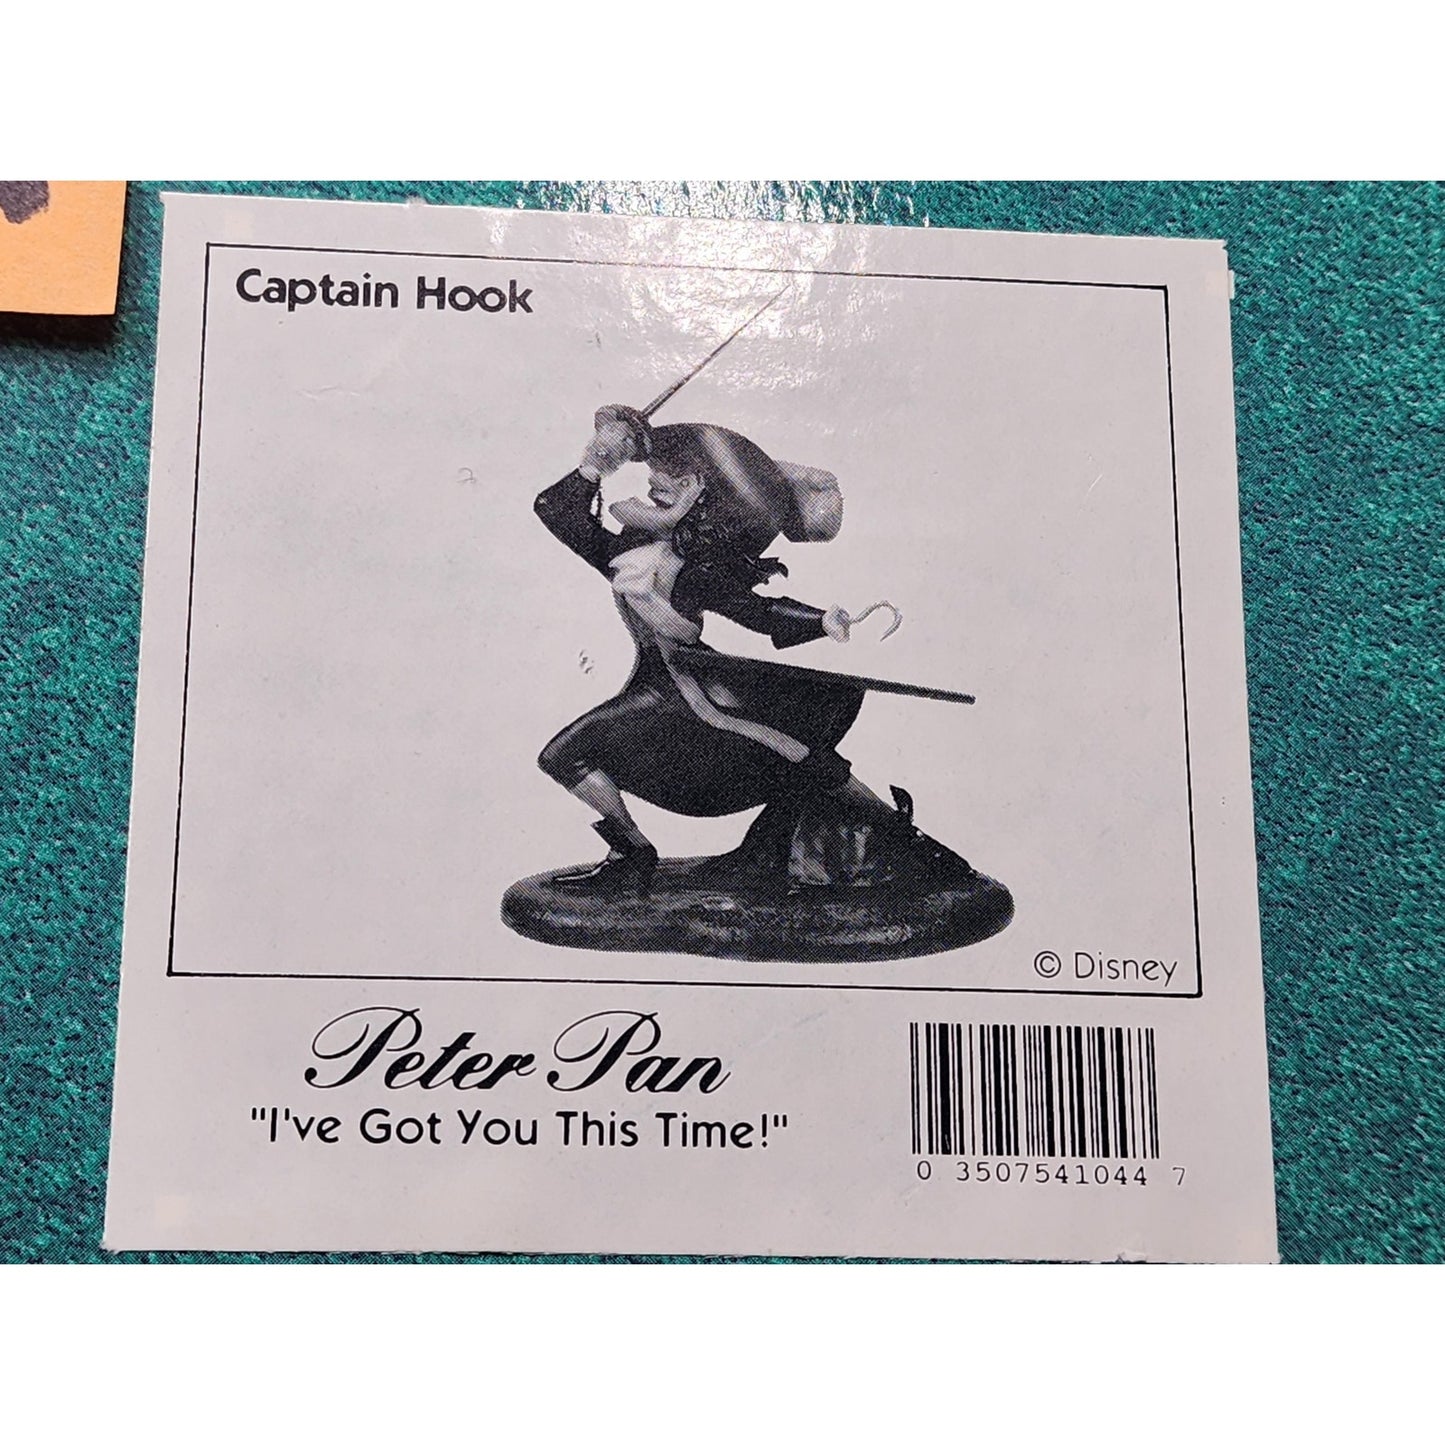 Captain Hook
© Disney
Peter Pan
"I've Got You This Time!"
0 3507541044 7